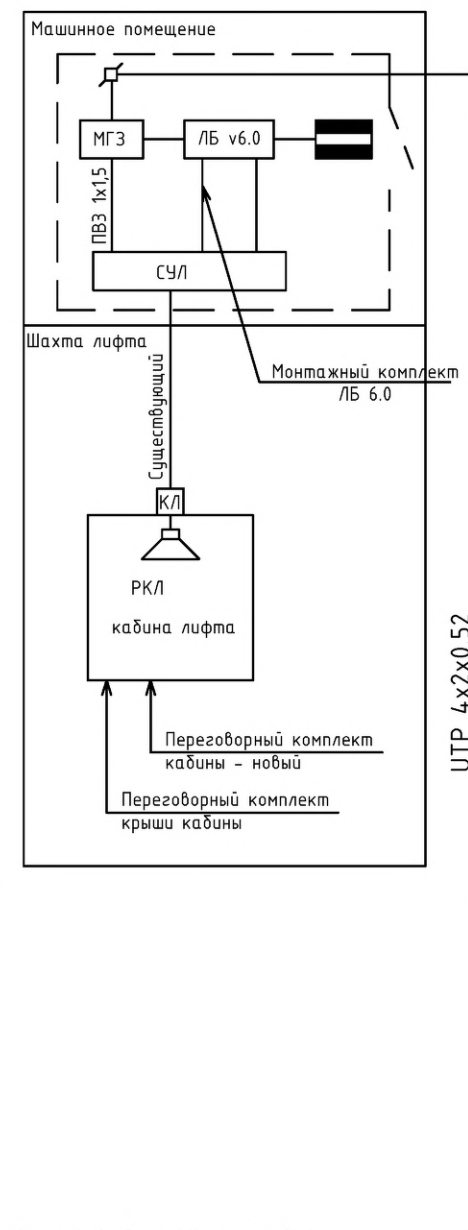 Машинное помещение
МГЗ
ЛБ v6.0
ПВЗ 1х1,5
СУЛ
Шахта лифта
Монтажный комплект
ЛБ 6.0
Существующий
КЛ
РКЛ
кабина лифта
UTP 4x2x0.52
Переговорный комплект
кабины - новый
Переговорный комплект
крыши кабины